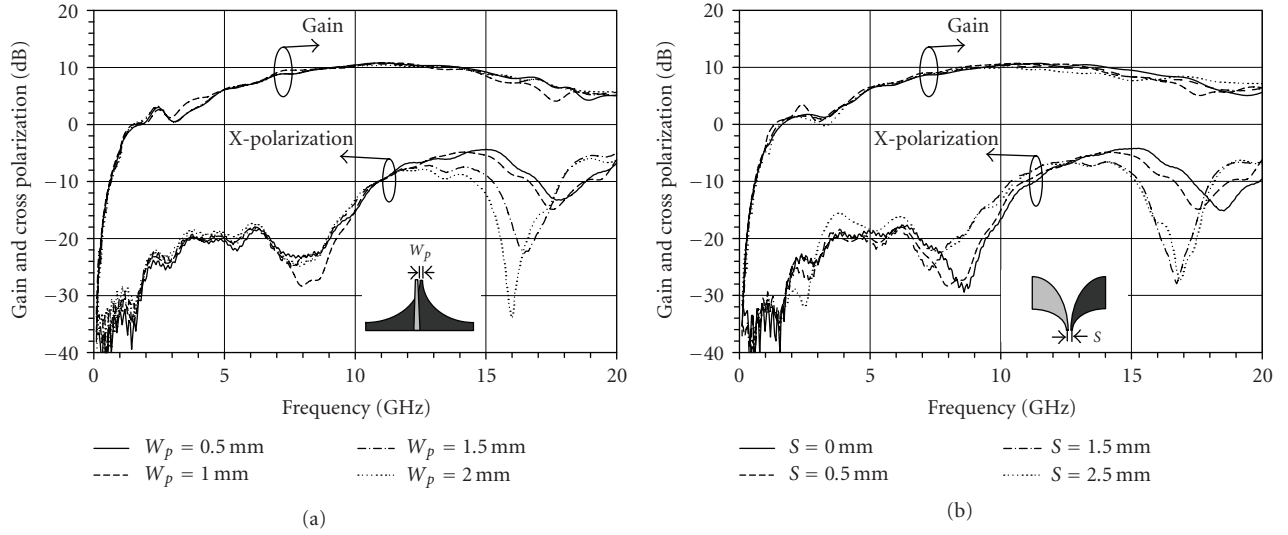 Gain and cross polarization (dB)
20
10
0
−10
−20
−30
−40
Gain
X-polarization
W_p
0 5 10 15 20
Frequency (GHz)
W_p = 0.5 mm
W_p = 1 mm
W_p = 1.5 mm
W_p = 2 mm
(a)
Gain and cross polarization (dB)
20
10
0
−10
−20
−30
−40
Gain
X-polarization
S
0 5 10 15 20
Frequency (GHz)
S = 0 mm
S = 0.5 mm
S = 1.5 mm
S = 2.5 mm
(b)